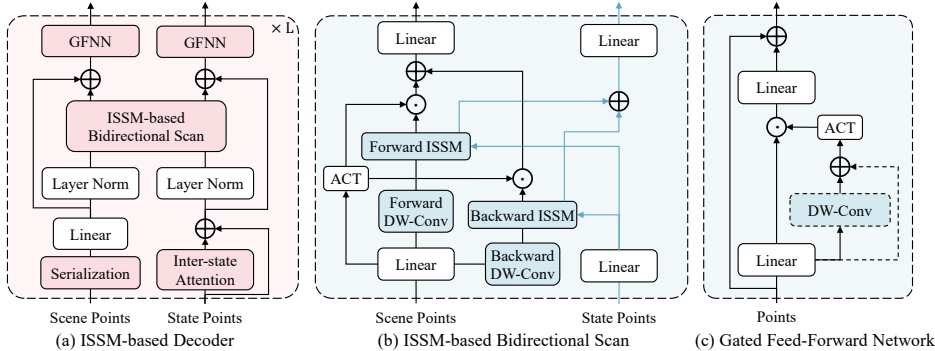 × L
GFNN
GFNN
ISSM-based
Bidirectional Scan
Layer Norm
Layer Norm
Linear
Serialization
Inter-state
Attention
Scene Points
State Points
(a) ISSM-based Decoder
Linear
Linear
Forward ISSM
ACT
Forward
DW-Conv
Backward ISSM
Linear
Backward
DW-Conv
Linear
Scene Points
State Points
(b) ISSM-based Bidirectional Scan
Linear
ACT
DW-Conv
Linear
Points
(c) Gated Feed-Forward Network